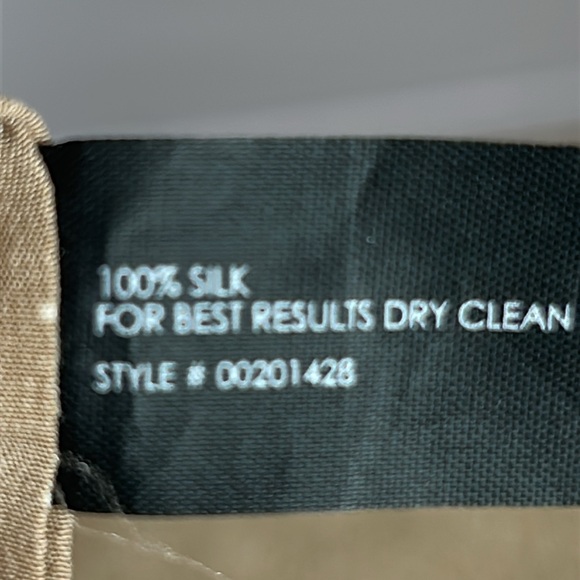 100% SILK
FOR BEST RESULTS DRY CLEAN
STYLE # 00201428